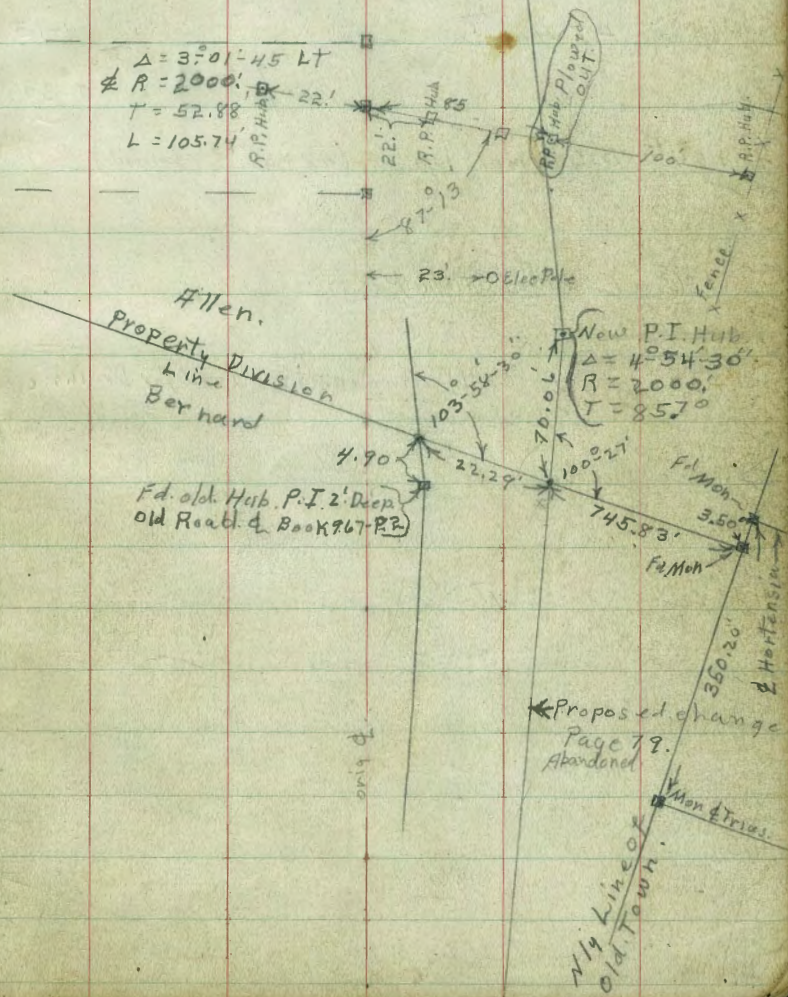 Δ = 3°-01'-45 LT
℄ R = 2000.'
T = 52.88'
L = 105.74'
R.P. Hub
22.'
85
22.'
R.P. Hub
87°-13'
R.P. Hub Plowed
OUT.
100'
R.P. Hub
Fence
23.' Elec Pole
Allen.
Property Division
Line
Bernard
103°-58'-30"
70.06'
New P.I. Hub
Δ = 4°-54'-30"
R = 2000.'
T = 85.70
4.90
22.29'
100°-27'
745.83'
Fd. old. Hub. P.I. 2' Deep
Old Road. ℄ Book 967-P.
Fd Mon
3.50'
Fd. Mon
℄ Hortensia
350.20'
Proposed change
Page 79.
Abandoned
orig ℄
Mon ℄ Trias.
N'ly Line of
Old. Town.